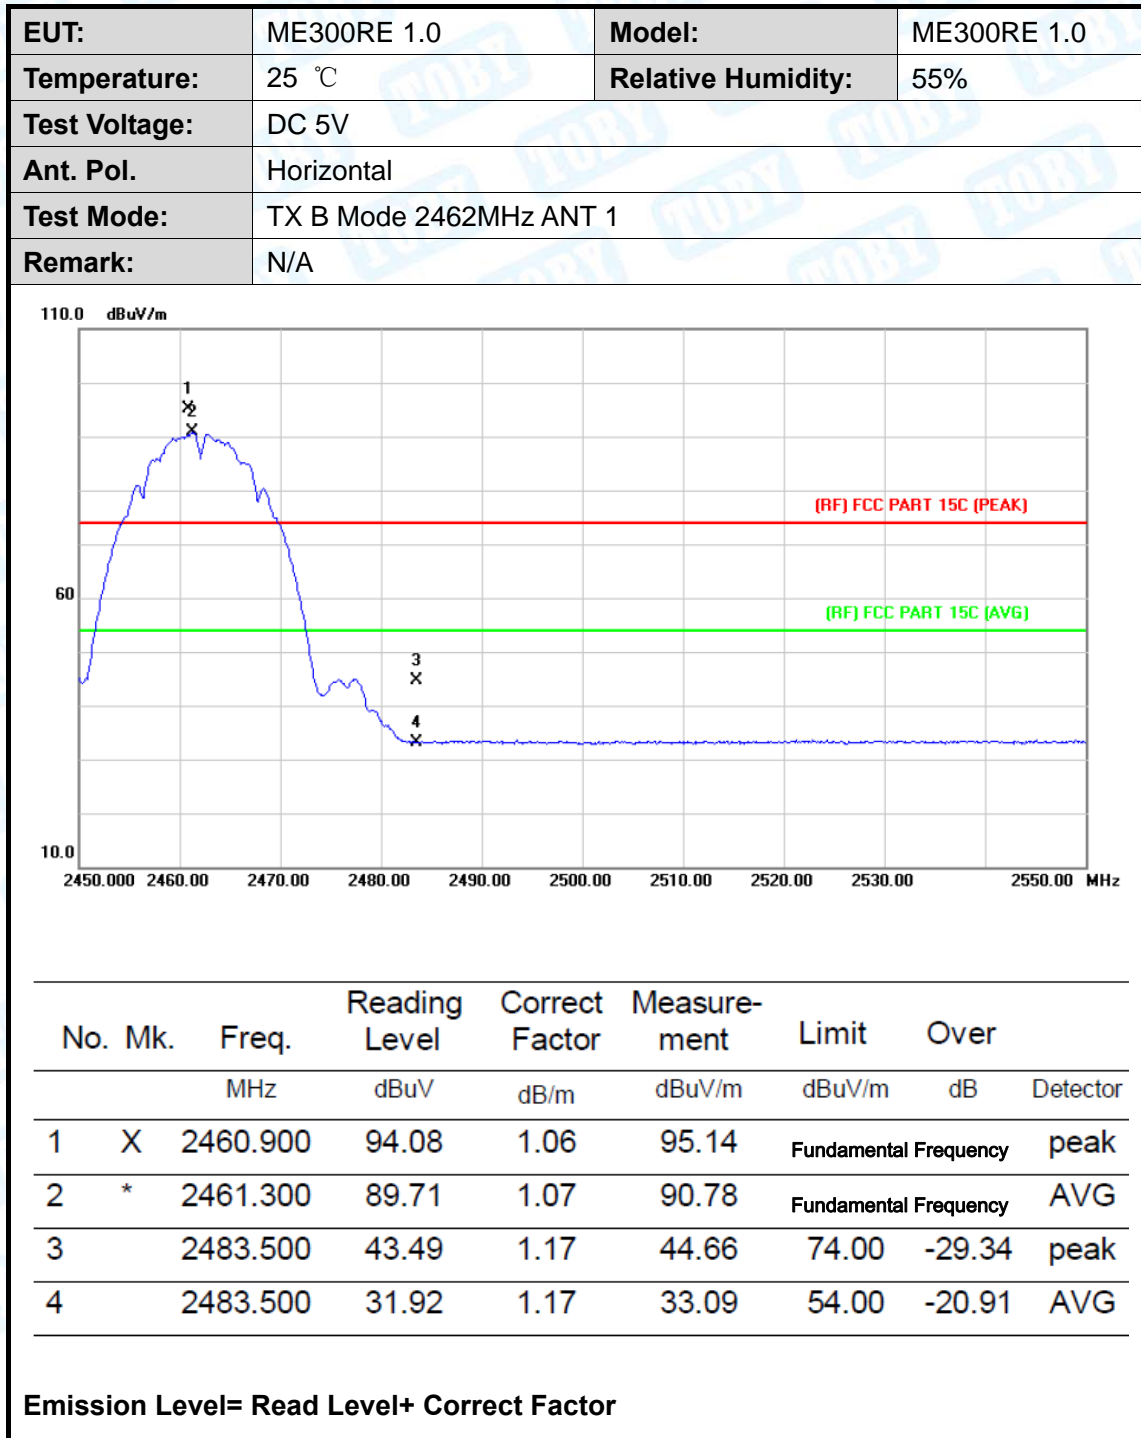 EUT: ME300RE 1.0 Model: ME300RE 1.0
Temperature: 25 ℃ Relative Humidity: 55%
Test Voltage: DC 5V
Ant. Pol. Horizontal
Test Mode: TX B Mode 2462MHz ANT 1
Remark: N/A
110.0 dBuV/m
1
X2
X
(RF) FCC PART 15C (PEAK)
60
(RF) FCC PART 15C (AVG)
3
X
4
X
10.0
2450.000 2460.00 2470.00 2480.00 2490.00 2500.00 2510.00 2520.00 2530.00 2550.00 MHz
No. Mk. Freq. Reading Level Correct Factor Measure-ment Limit Over
MHz dBuV dB/m dBuV/m dBuV/m dB Detector
1 X 2460.900 94.08 1.06 95.14 Fundamental Frequency peak
2 * 2461.300 89.71 1.07 90.78 Fundamental Frequency AVG
3 2483.500 43.49 1.17 44.66 74.00 -29.34 peak
4 2483.500 31.92 1.17 33.09 54.00 -20.91 AVG
Emission Level= Read Level+ Correct Factor
TOBY